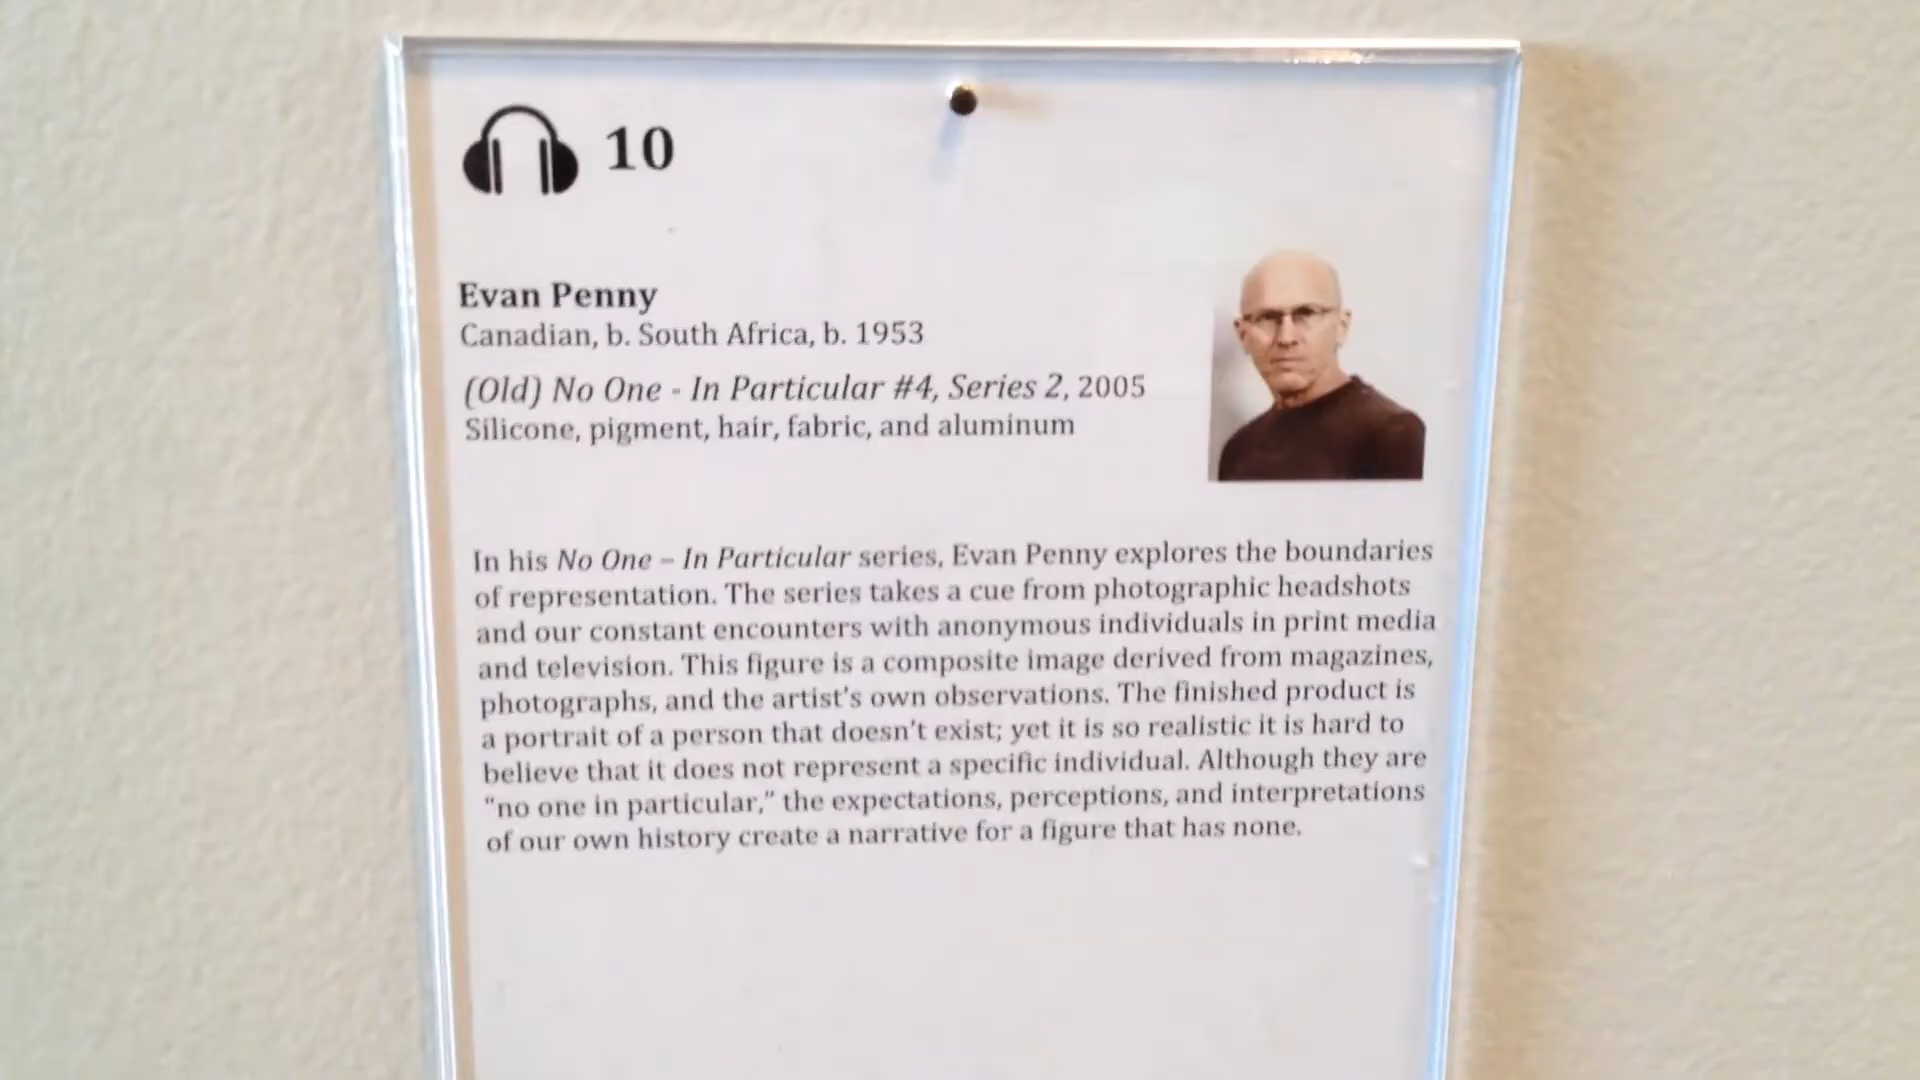 10
Evan Penny
Canadian, b. South Africa, b. 1953
(Old) No One - In Particular #4, Series 2, 2005
Silicone, pigment, hair, fabric, and aluminum
In his No One – In Particular series, Evan Penny explores the boundaries
of representation. The series takes a cue from photographic headshots
and our constant encounters with anonymous individuals in print media
and television. This figure is a composite image derived from magazines,
photographs, and the artist's own observations. The finished product is
a portrait of a person that doesn't exist; yet it is so realistic it is hard to
believe that it does not represent a specific individual. Although they are
"no one in particular," the expectations, perceptions, and interpretations
of our own history create a narrative for a figure that has none.